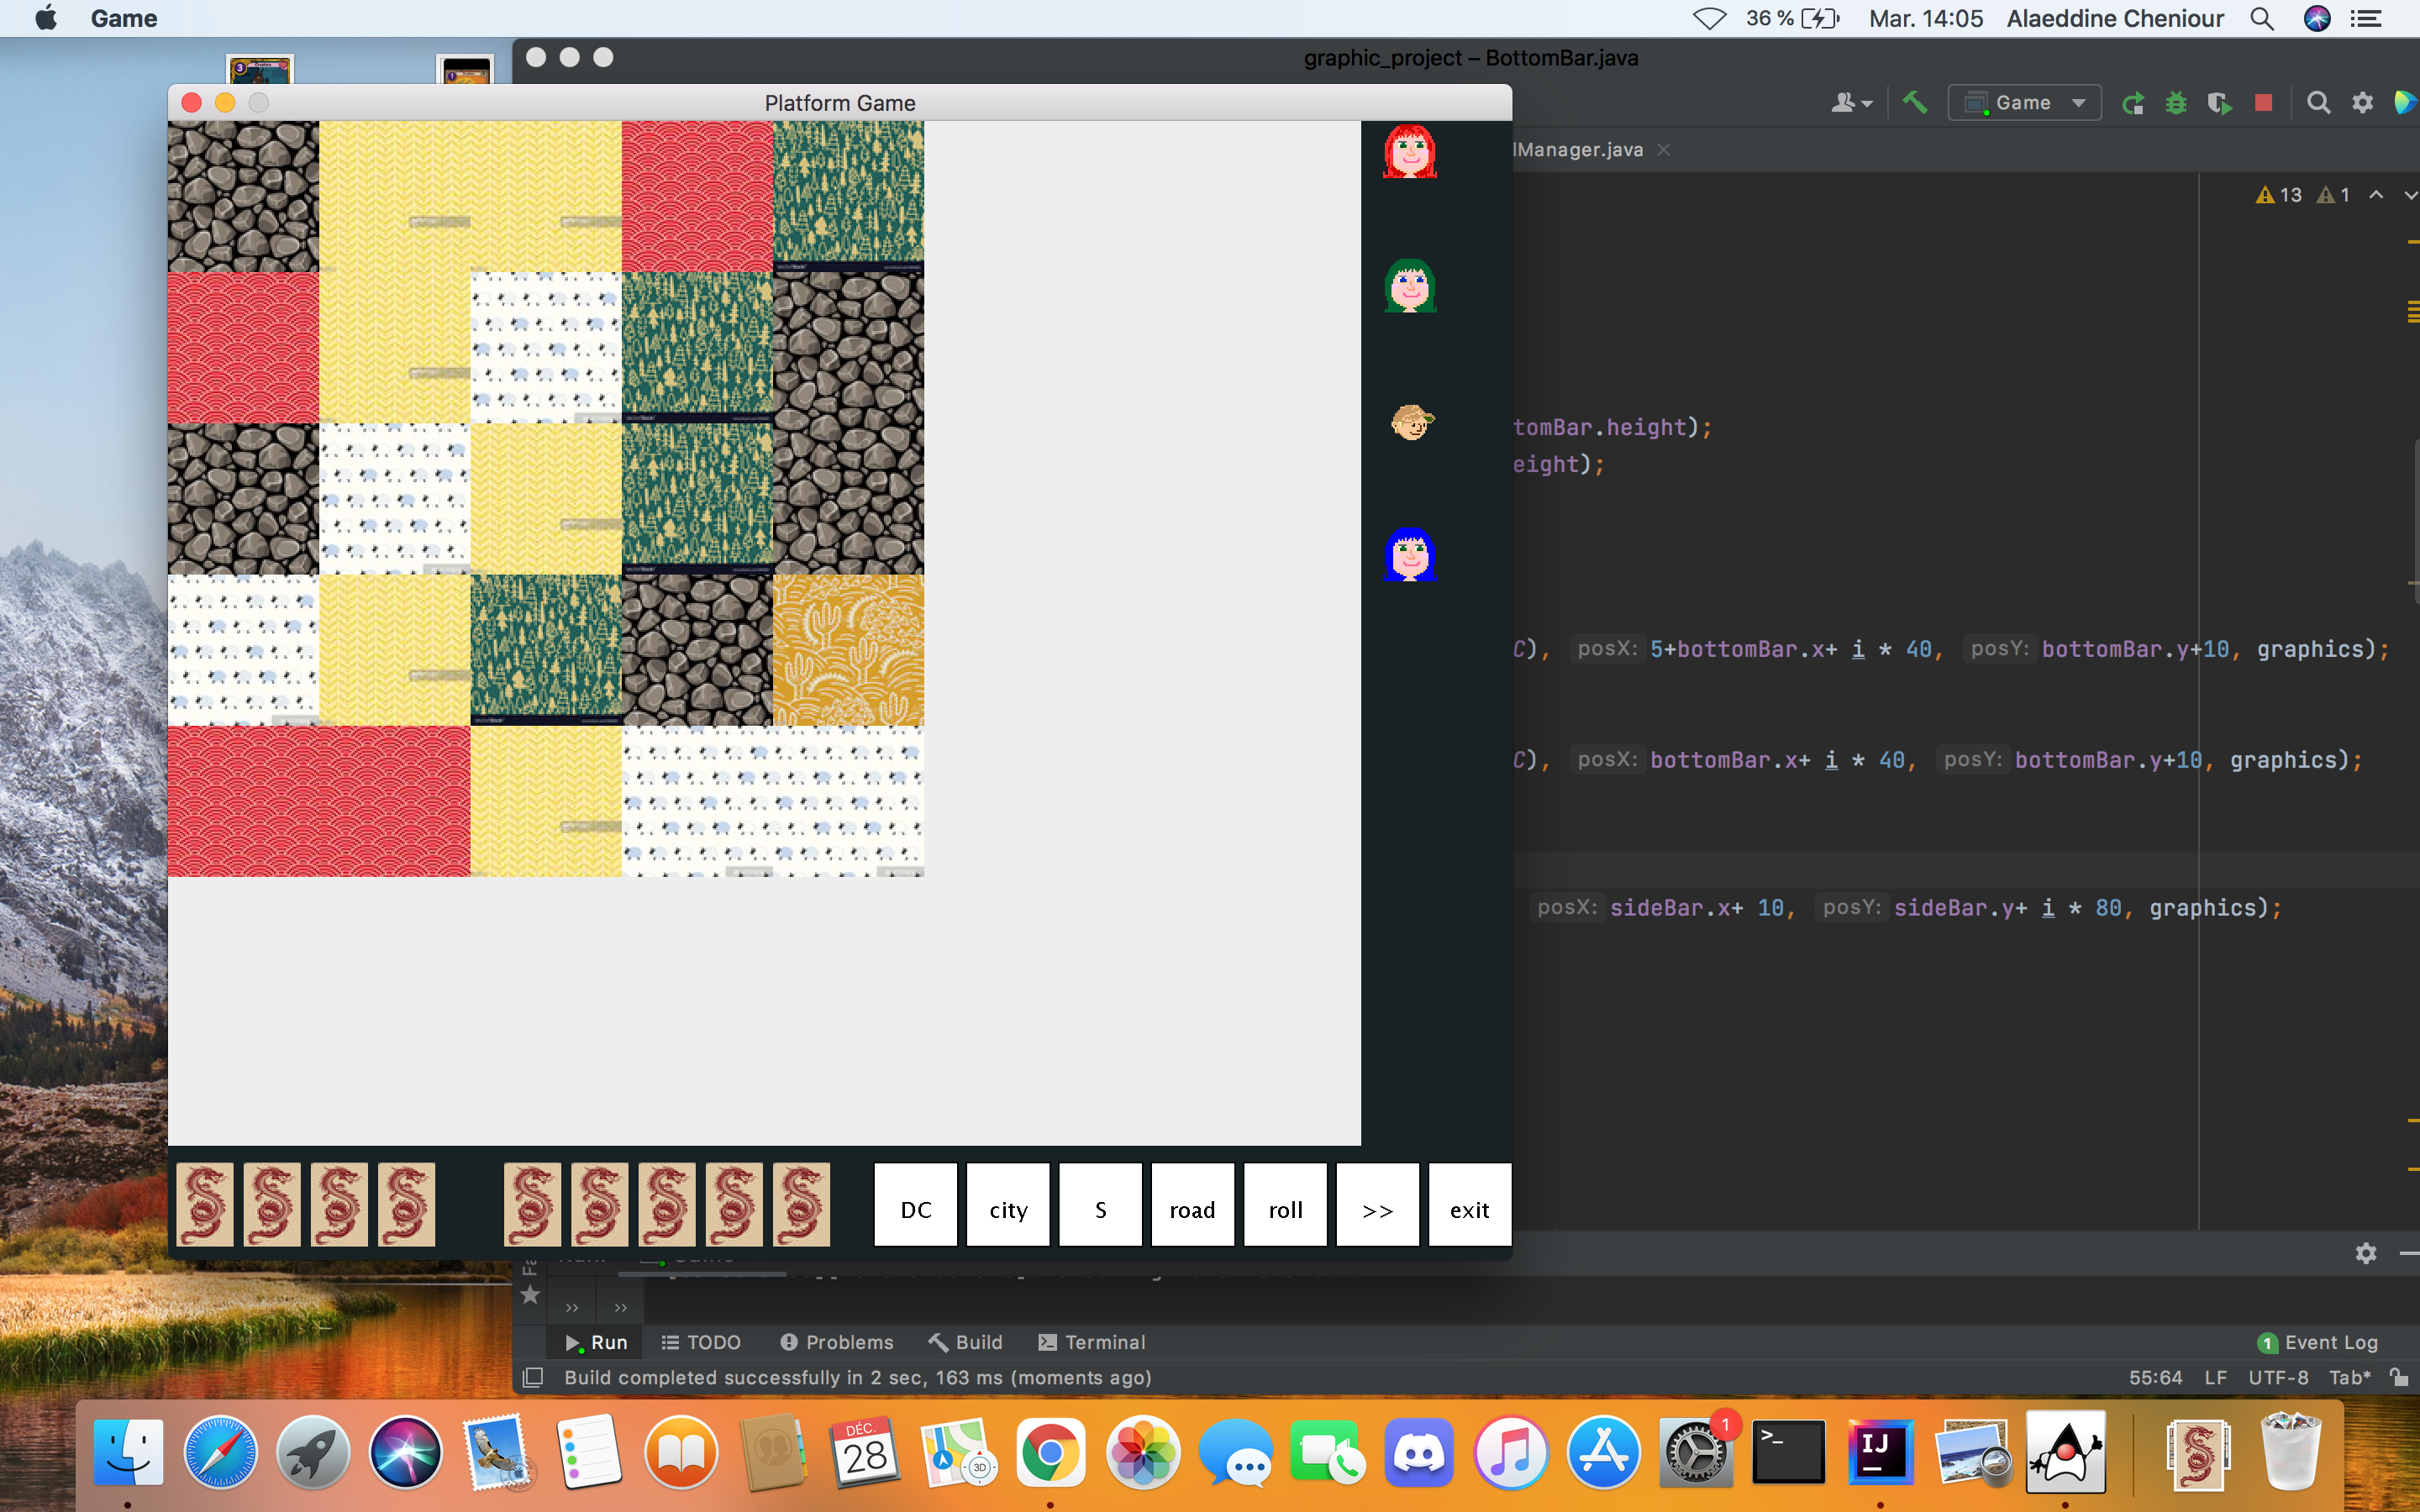 Game
36 %
Mar. 14:05
Alaeddine Cheniour
graphic_project – BottomBar.java
Platform Game
Game
lManager.java
13
1
tomBar.height);
eight);
C), posX: 5+bottomBar.x+ i * 40, posY: bottomBar.y+10, graphics);
C), posX: bottomBar.x+ i * 40, posY: bottomBar.y+10, graphics);
posX: sideBar.x+ 10, posY: sideBar.y+ i * 80, graphics);
DC
city
S
road
roll
>>
exit
>>
>>
Run
TODO
Problems
Build
Terminal
1 Event Log
Build completed successfully in 2 sec, 163 ms (moments ago)
55:64
LF
UTF-8
Tab*
DÉC.
28
3D
1
>_
IJ